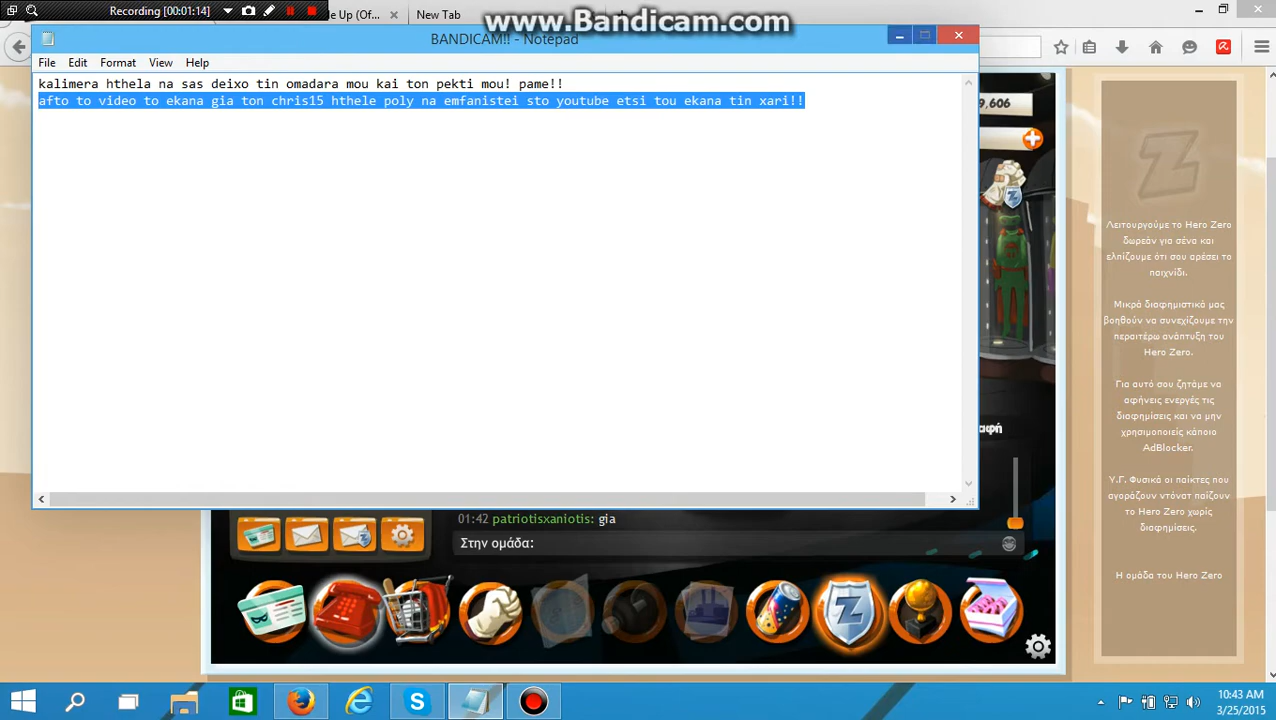 Recording [00:01:14]
le Up (Of...
New Tab
www.Bandicam.com
BANDICAM!! - Notepad
File Edit Format View Help
kalimera hthela na sas deixo tin omadara mou kai ton pekti mou! pame!!
afto to video to ekana gia ton chris15 hthele poly na emfanistei sto youtube etsi tou ekana tin xari!!
9,606
Λειτουργούμε το Hero Zero
δωρεάν για σένα και
ελπίζουμε ότι σου αρέσει το
παιχνίδι.
Μικρά διαφημιστικά μας
βοηθούν να συνεχίζουμε την
περαιτέρω ανάπτυξη του
Hero Zero.
Για αυτό σου ζητάμε να
αφήνεις ενεργές τις
διαφημίσεις και να μην
χρησιμοποιείς κάποιο
AdBlocker.
Υ.Γ. Φυσικά οι παίκτες που
αγοράζουν ντόνατ παίζουν
το Hero Zero χωρίς
διαφημίσεις.
Η ομάδα του Hero Zero
αφή
01:42 patriotisxaniotis: gia
Στην ομάδα:
10:43 AM
3/25/2015